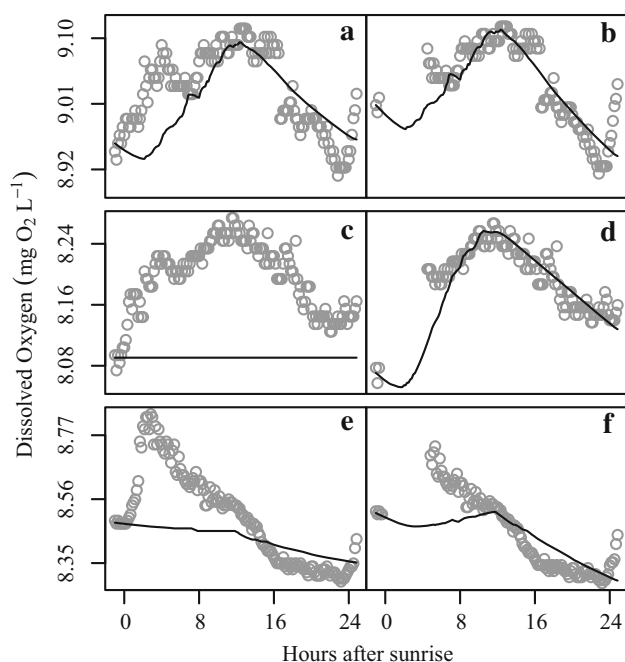 Dissolved Oxygen (mg O₂ L⁻¹)
9.10
9.01
8.92
a
b
8.24
8.16
8.08
c
d
8.77
8.56
8.35
e
f
0 8 16 24 0 8 16 24
Hours after sunrise